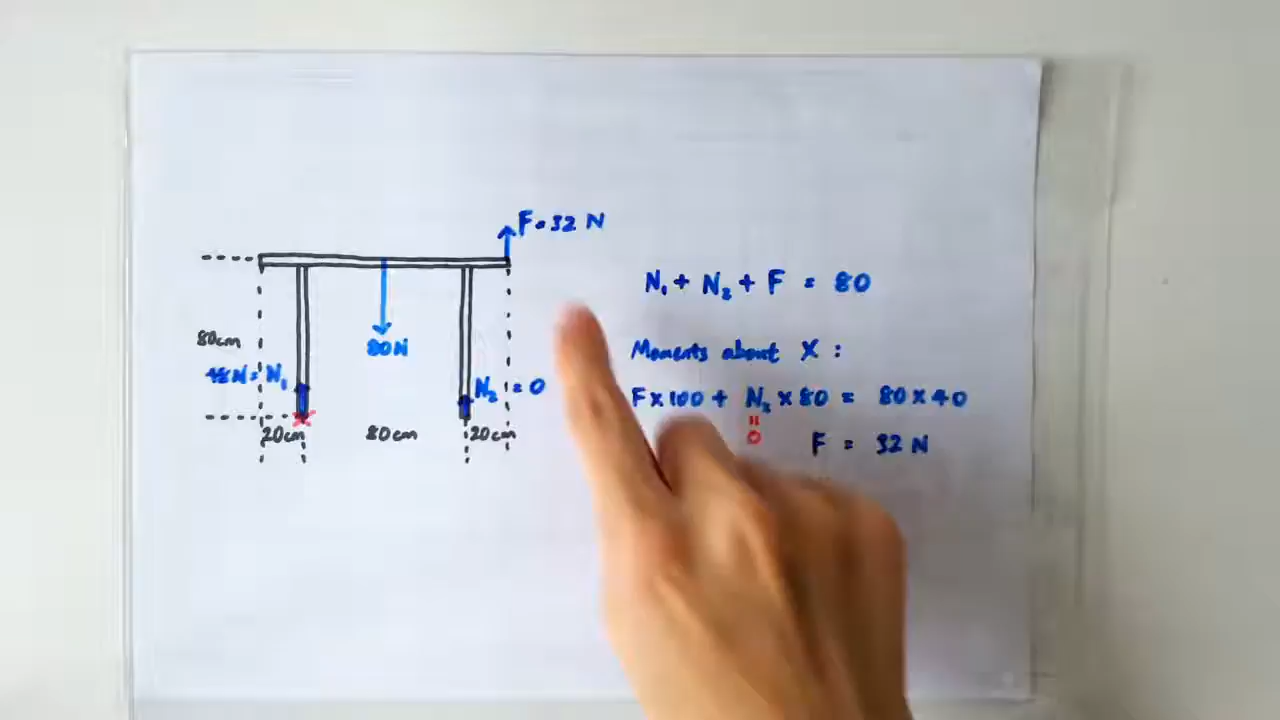 F = 32 N
80cm
80N
48N = N₁
N₂ = 0
20cm
80cm
20cm
N₁ + N₂ + F = 80
Moments about X :
F x 100 + N₂ x 80 = 80 x 40
"
0
F = 32 N